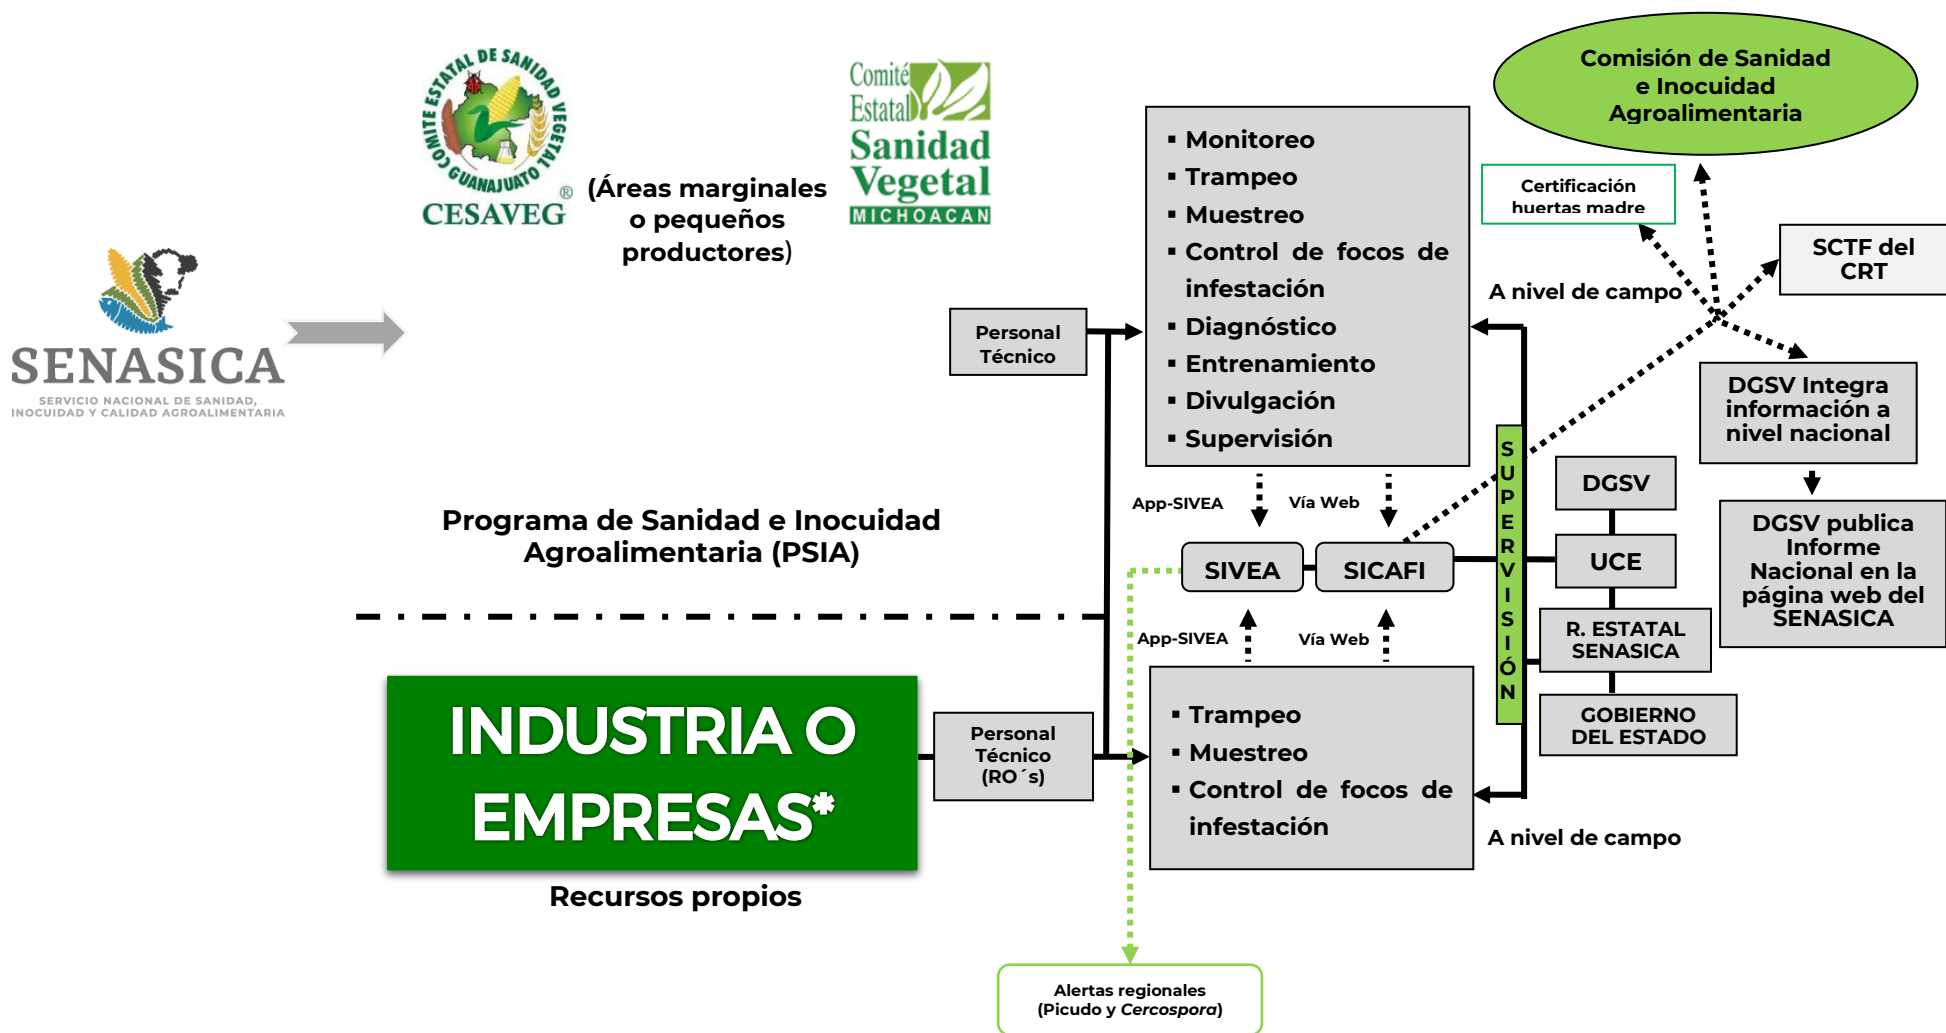 COMITE ESTATAL DE SANIDAD VEGETAL
GUANAJUATO
®
CESAVEG
(Áreas marginales
o pequeños
productores)
Comité
Estatal
Sanidad
Vegetal
MICHOACAN
SENASICA
SERVICIO NACIONAL DE SANIDAD,
INOCUIDAD Y CALIDAD AGROALIMENTARIA
Programa de Sanidad e Inocuidad
Agroalimentaria (PSIA)
INDUSTRIA O
EMPRESAS*
Recursos propios
Personal
Técnico
Personal
Técnico
(RO´s)
▪ Monitoreo
▪ Trampeo
▪ Muestreo
▪ Control de focos de
infestación
▪ Diagnóstico
▪ Entrenamiento
▪ Divulgación
▪ Supervisión
App-SIVEA
Vía Web
SIVEA
SICAFI
App-SIVEA
Vía Web
▪ Trampeo
▪ Muestreo
▪ Control de focos de
infestación
Alertas regionales
(Picudo y Cercospora)
Comisión de Sanidad
e Inocuidad
Agroalimentaria
Certificación
huertas madre
SCTF del
CRT
A nivel de campo
DGSV Integra
información a
nivel nacional
DGSV publica
Informe
Nacional en la
página web del
SENASICA
SUPERVISIÓN
DGSV
UCE
R. ESTATAL
SENASICA
GOBIERNO
DEL ESTADO
A nivel de campo